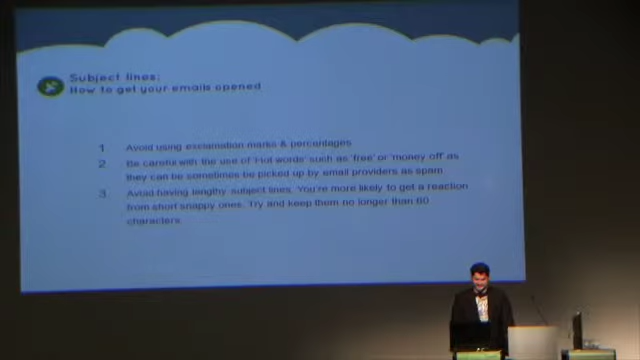 Subject lines:
How to get your emails opened
1 Avoid using exclamation marks & percentages
2 Be careful with the use of 'Hot words' such as 'free' or 'money off' as
they can be sometimes be picked up by email providers as spam
3 Avoid having lengthy subject lines. You're more likely to get a reaction
from short snappy ones. Try and keep them no longer than 60
characters.